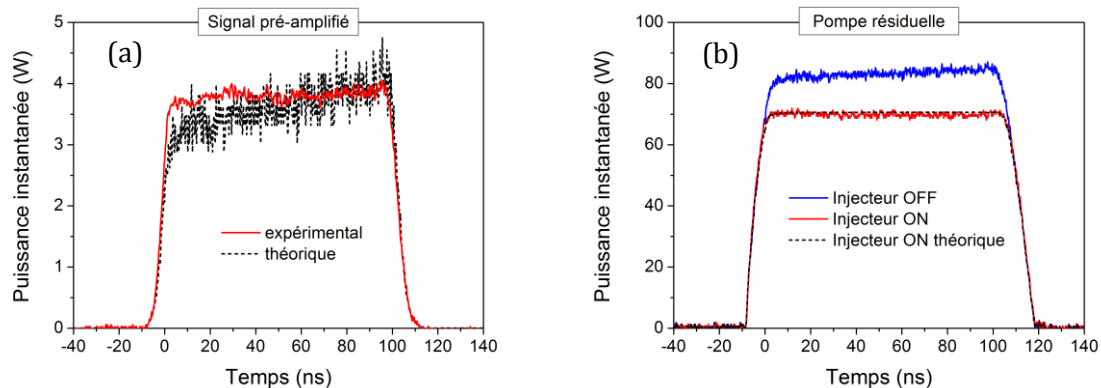 Signal pré-amplifié
(a)
Puissance instantanée (W)
5
4
3
2
1
0
expérimental
théorique
-40 -20 0 20 40 60 80 100 120 140
Temps (ns)
Pompe résiduelle
(b)
Puissance instantanée (W)
100
80
60
40
20
0
Injecteur OFF
Injecteur ON
Injecteur ON théorique
-40 -20 0 20 40 60 80 100 120 140
Temps (ns)